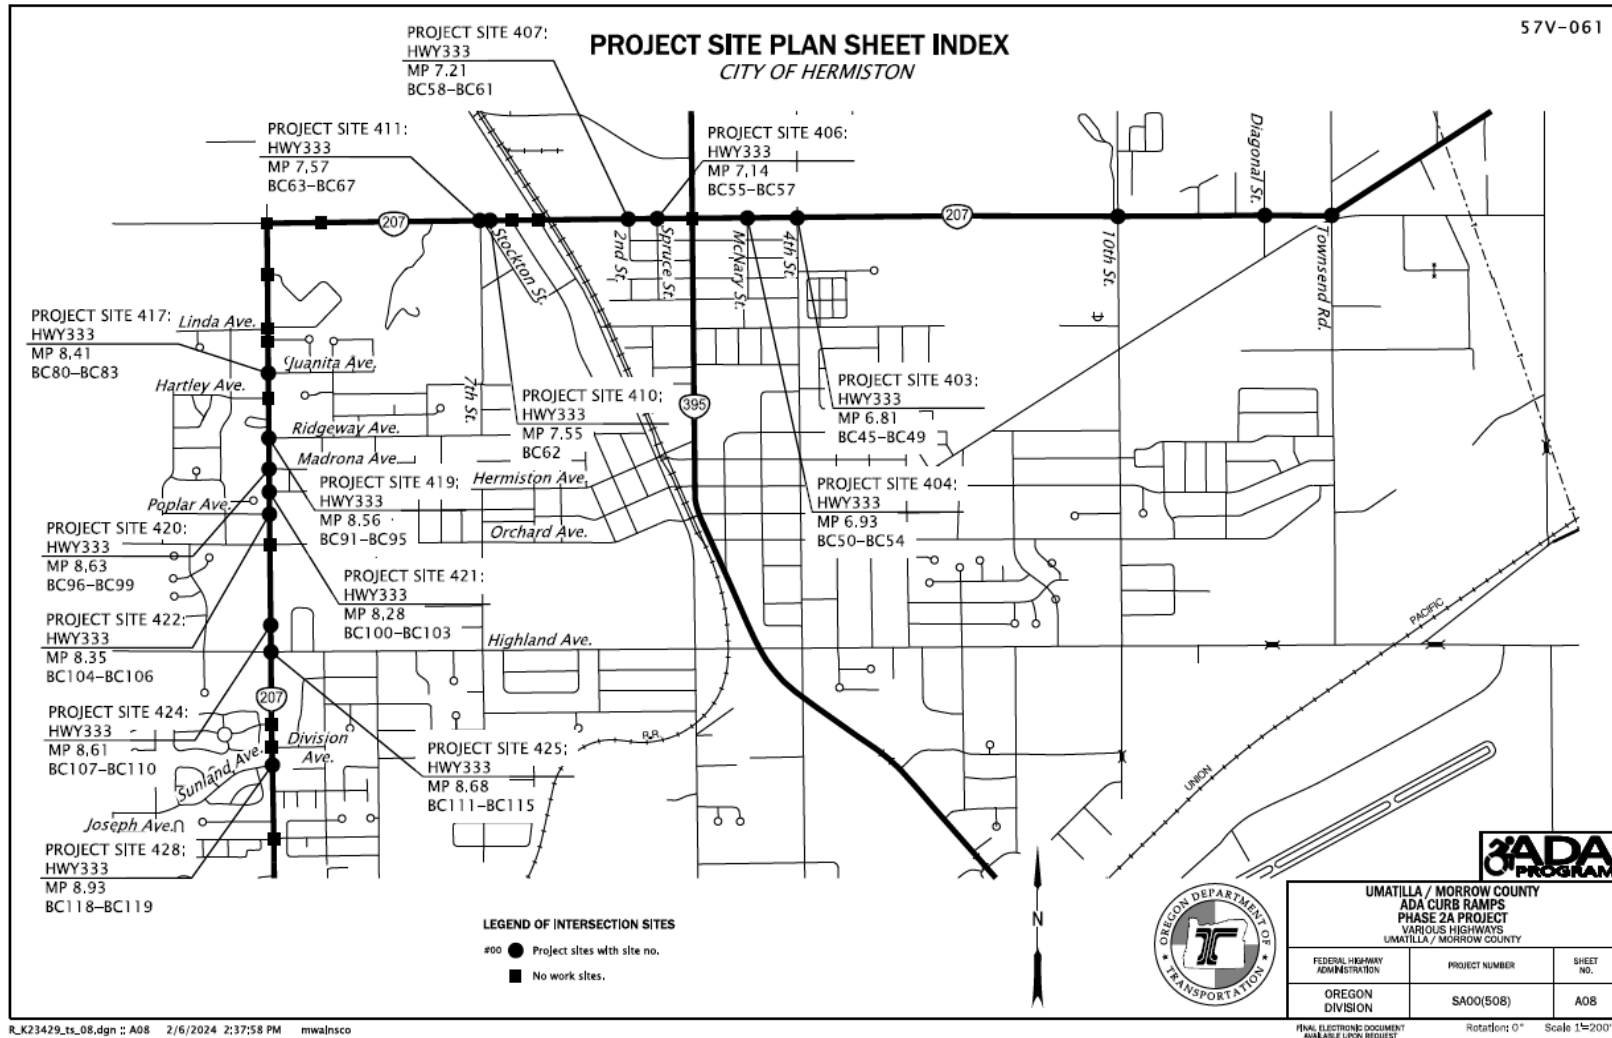 57V-061
PROJECT SITE PLAN SHEET INDEX
CITY OF HERMISTON
PROJECT SITE 407:
HWY333
MP 7.21
BC58-BC61
PROJECT SITE 411:
HWY333
MP 7.57
BC63-BC67
PROJECT SITE 406:
HWY333
MP 7.14
BC55-BC57
207
207
Stockton St.
2nd St.
Spruce St.
McNary St.
4th St.
10th St.
Diagonal St.
Townsend Rd.
PROJECT SITE 417:
HWY333
MP 8.41
BC80-BC83
Linda Ave.
Juanita Ave.
Hartley Ave.
7th St.
395
PROJECT SITE 410:
HWY333
MP 7.55
BC62
PROJECT SITE 403:
HWY333
MP 6.81
BC45-BC49
Ridgeway Ave.
Madrona Ave.
Hermiston Ave.
Poplar Ave.
Orchard Ave.
PROJECT SITE 419:
HWY333
MP 8.56
BC91-BC95
PROJECT SITE 404:
HWY333
MP 6.93
BC50-BC54
PROJECT SITE 420:
HWY333
MP 8.63
BC96-BC99
PROJECT SITE 421:
HWY333
MP 8.28
BC100-BC103
PROJECT SITE 422:
HWY333
MP 8.35
BC104-BC106
Highland Ave.
PACIFIC
UNION
207
PROJECT SITE 424:
HWY333
MP 8.61
BC107-BC110
Division
Ave.
Sunland Ave.
R.R.
PROJECT SITE 425:
HWY333
MP 8.68
BC111-BC115
Joseph Ave.
PROJECT SITE 428:
HWY333
MP 8.93
BC118-BC119
N
LEGEND OF INTERSECTION SITES
#00 Project sites with site no.
No work sites.
OREGON DEPARTMENT OF TRANSPORTATION
ADA
PROGRAM
UMATILLA / MORROW COUNTY
ADA CURB RAMPS
PHASE 2A PROJECT
VARIOUS HIGHWAYS
UMATILLA / MORROW COUNTY
FEDERAL HIGHWAY
ADMINISTRATION
PROJECT NUMBER
SHEET
NO.
OREGON
DIVISION
SA00(508)
A08
FINAL ELECTRONIC DOCUMENT
AVAILABLE UPON REQUEST
Rotation: 0° Scale 1"=200'
R_K23429_ts_08.dgn :: A08 2/6/2024 2:37:58 PM mwalnsco